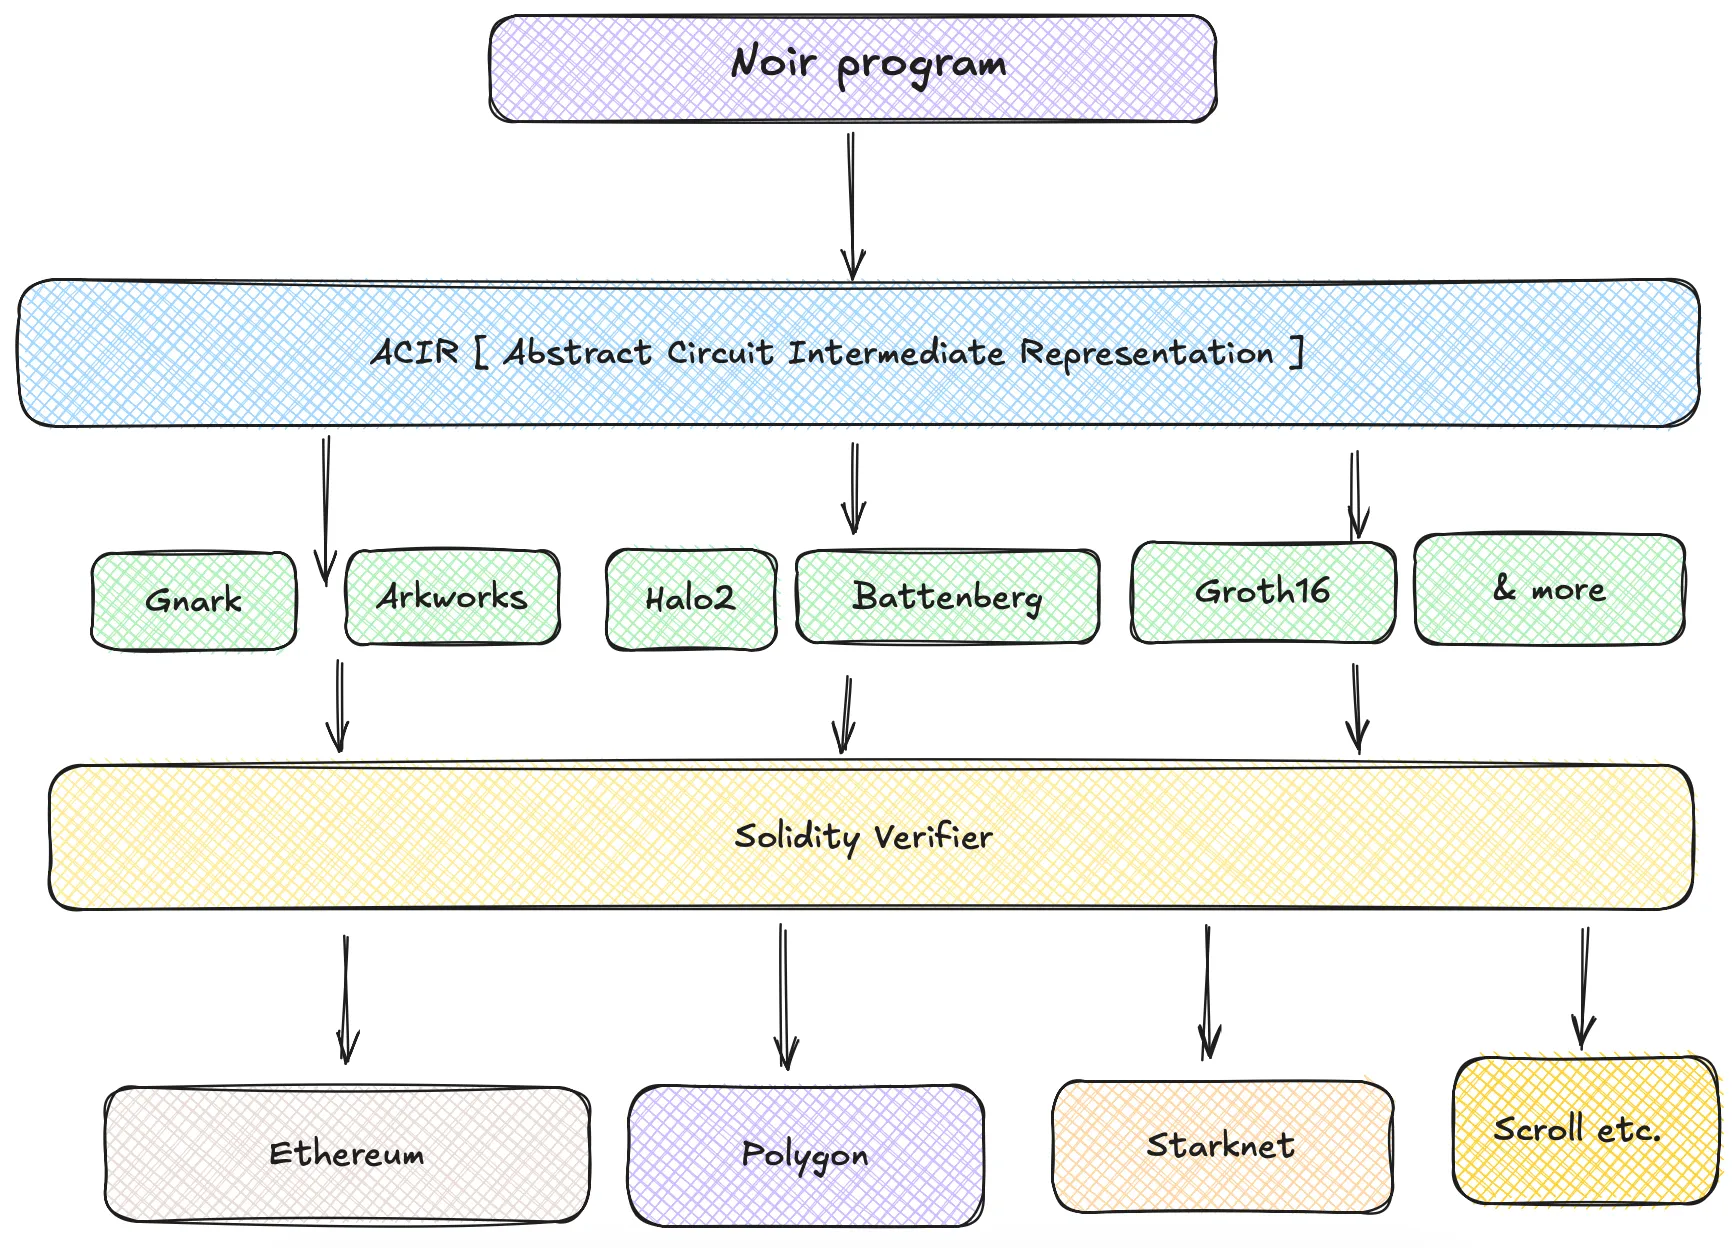 Noir program
ACIR [ Abstract Circuit Intermediate Representation ]
Gnark
Arkworks
Halo2
Battenberg
Groth16
& more
Solidity Verifier
Ethereum
Polygon
Starknet
Scroll etc.